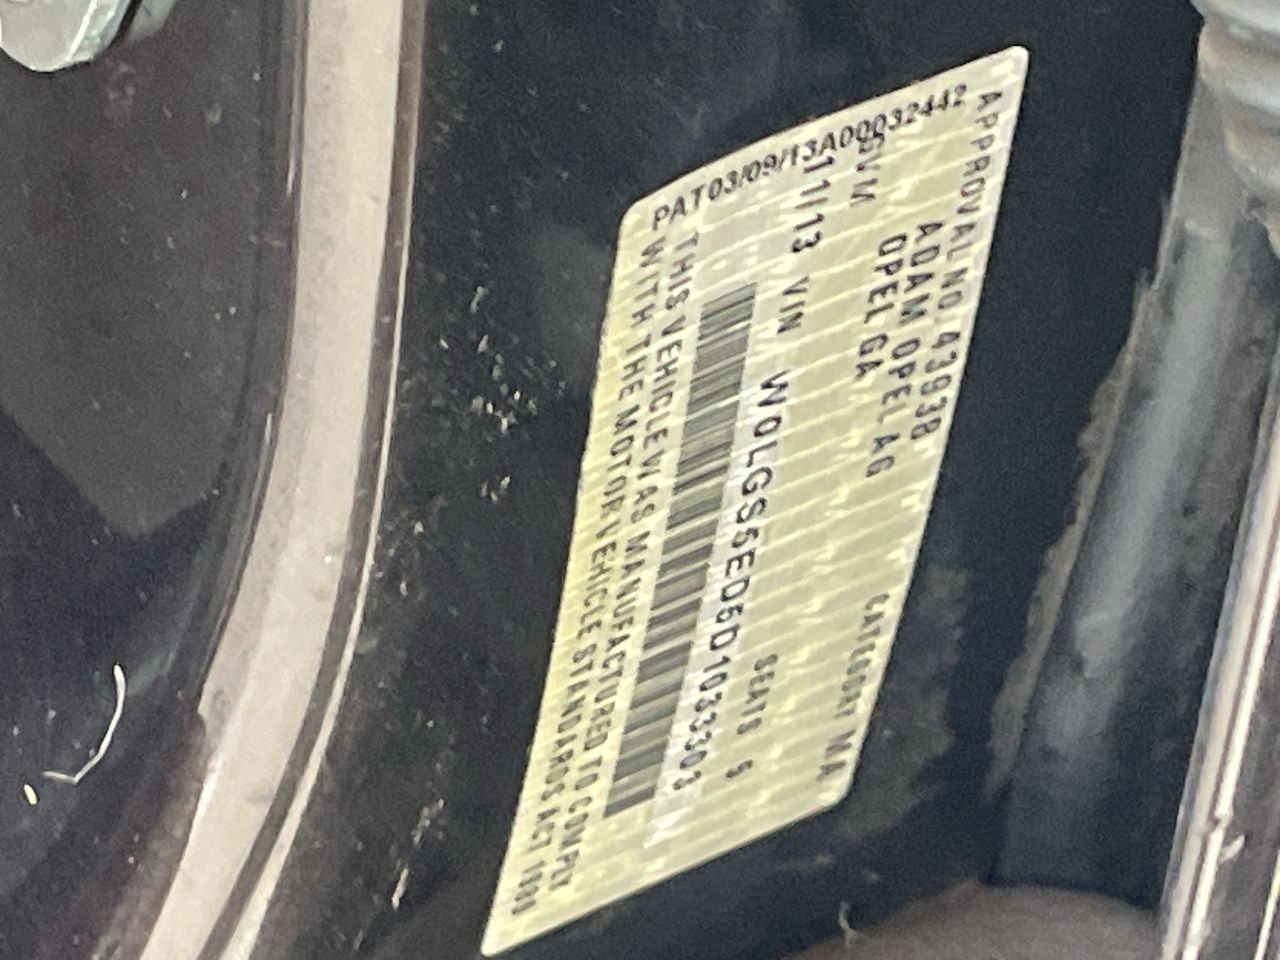 PAT03/09/13A00032442
APPROVAL NO. 43938 CATEGORY MA
ADAM OPEL AG
OPEL GA
GVM SEATS 5
11/13 VIN W0LGS5ED5D1033303
THIS VEHICLE WAS MANUFACTURED TO COMPLY
WITH THE MOTOR VEHICLE STANDARDS ACT 1989